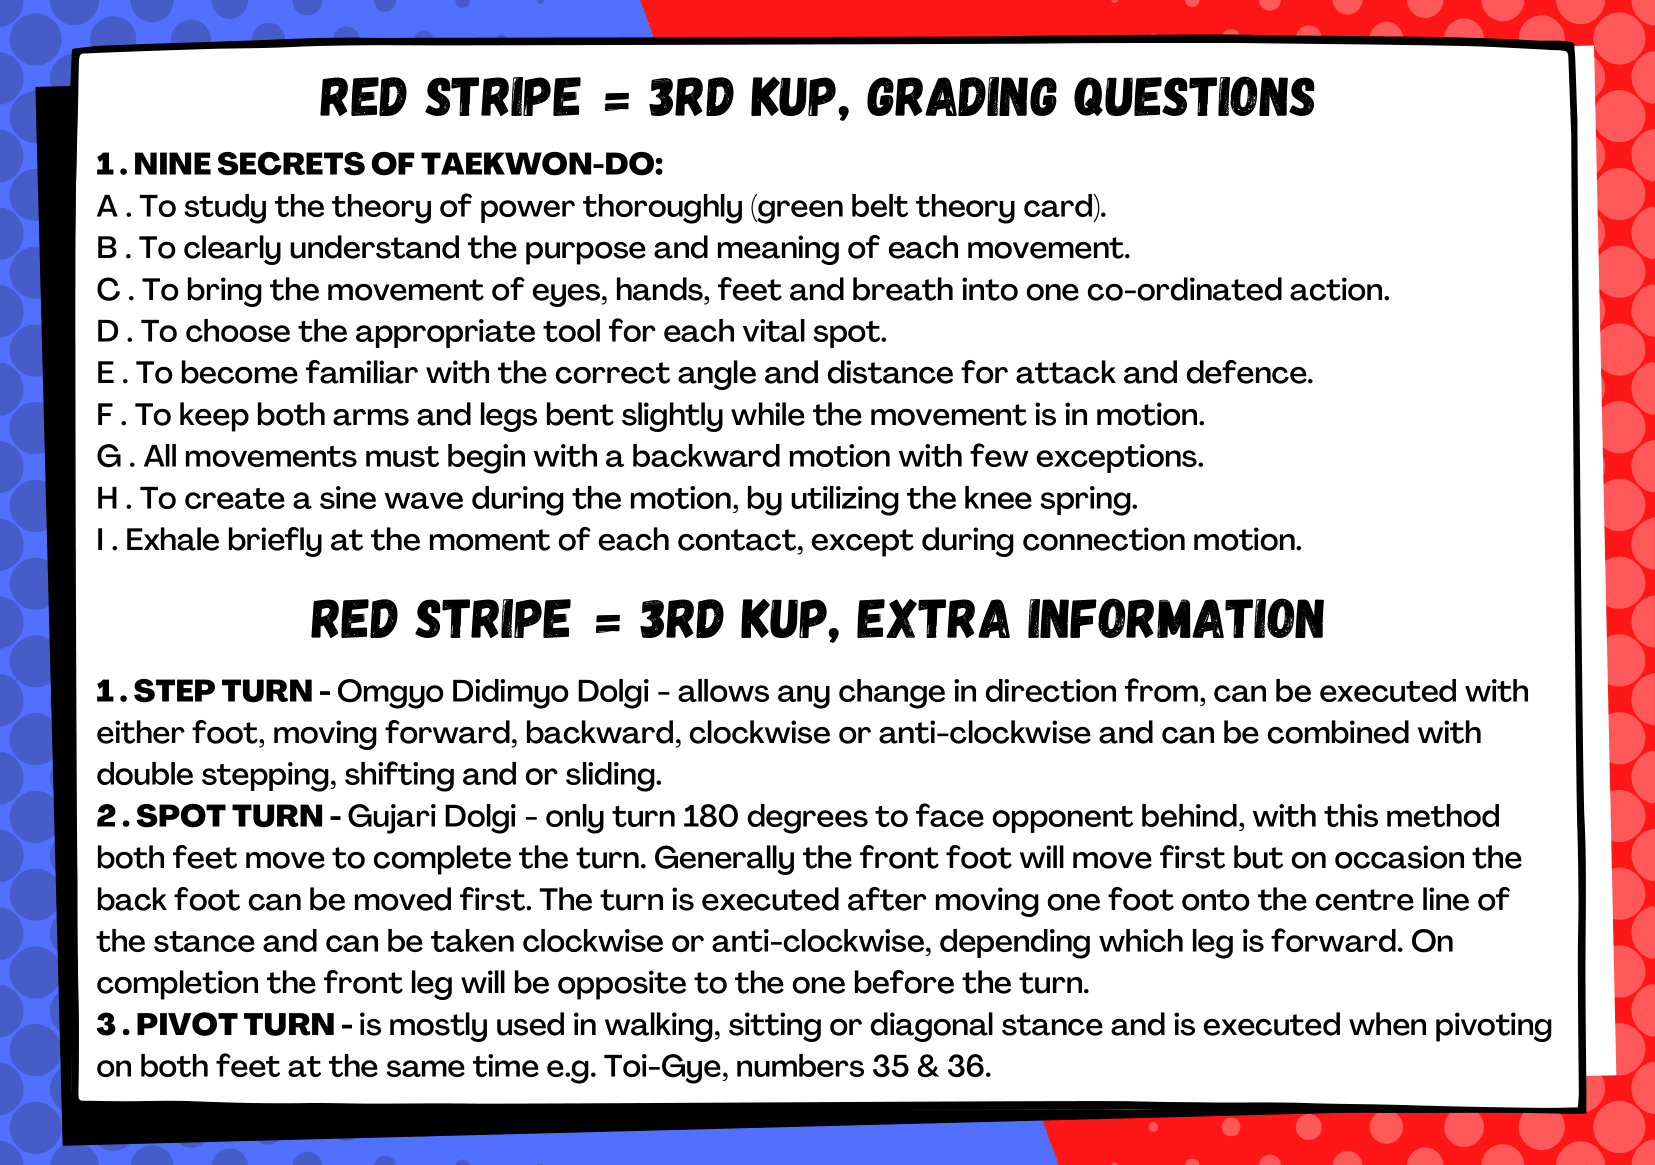 RED STRIPE = 3RD KUP, GRADING QUESTIONS
1 . NINE SECRETS OF TAEKWON-DO:
A . To study the theory of power thoroughly (green belt theory card).
B . To clearly understand the purpose and meaning of each movement.
C . To bring the movement of eyes, hands, feet and breath into one co-ordinated action.
D . To choose the appropriate tool for each vital spot.
E . To become familiar with the correct angle and distance for attack and defence.
F . To keep both arms and legs bent slightly while the movement is in motion.
G . All movements must begin with a backward motion with few exceptions.
H . To create a sine wave during the motion, by utilizing the knee spring.
I . Exhale briefly at the moment of each contact, except during connection motion.
RED STRIPE = 3RD KUP, EXTRA INFORMATION
1 . STEP TURN - Omgyo Didimyo Dolgi - allows any change in direction from, can be executed with
either foot, moving forward, backward, clockwise or anti-clockwise and can be combined with
double stepping, shifting and or sliding.
2 . SPOT TURN - Gujari Dolgi - only turn 180 degrees to face opponent behind, with this method
both feet move to complete the turn. Generally the front foot will move first but on occasion the
back foot can be moved first. The turn is executed after moving one foot onto the centre line of
the stance and can be taken clockwise or anti-clockwise, depending which leg is forward. On
completion the front leg will be opposite to the one before the turn.
3 . PIVOT TURN - is mostly used in walking, sitting or diagonal stance and is executed when pivoting
on both feet at the same time e.g. Toi-Gye, numbers 35 & 36.